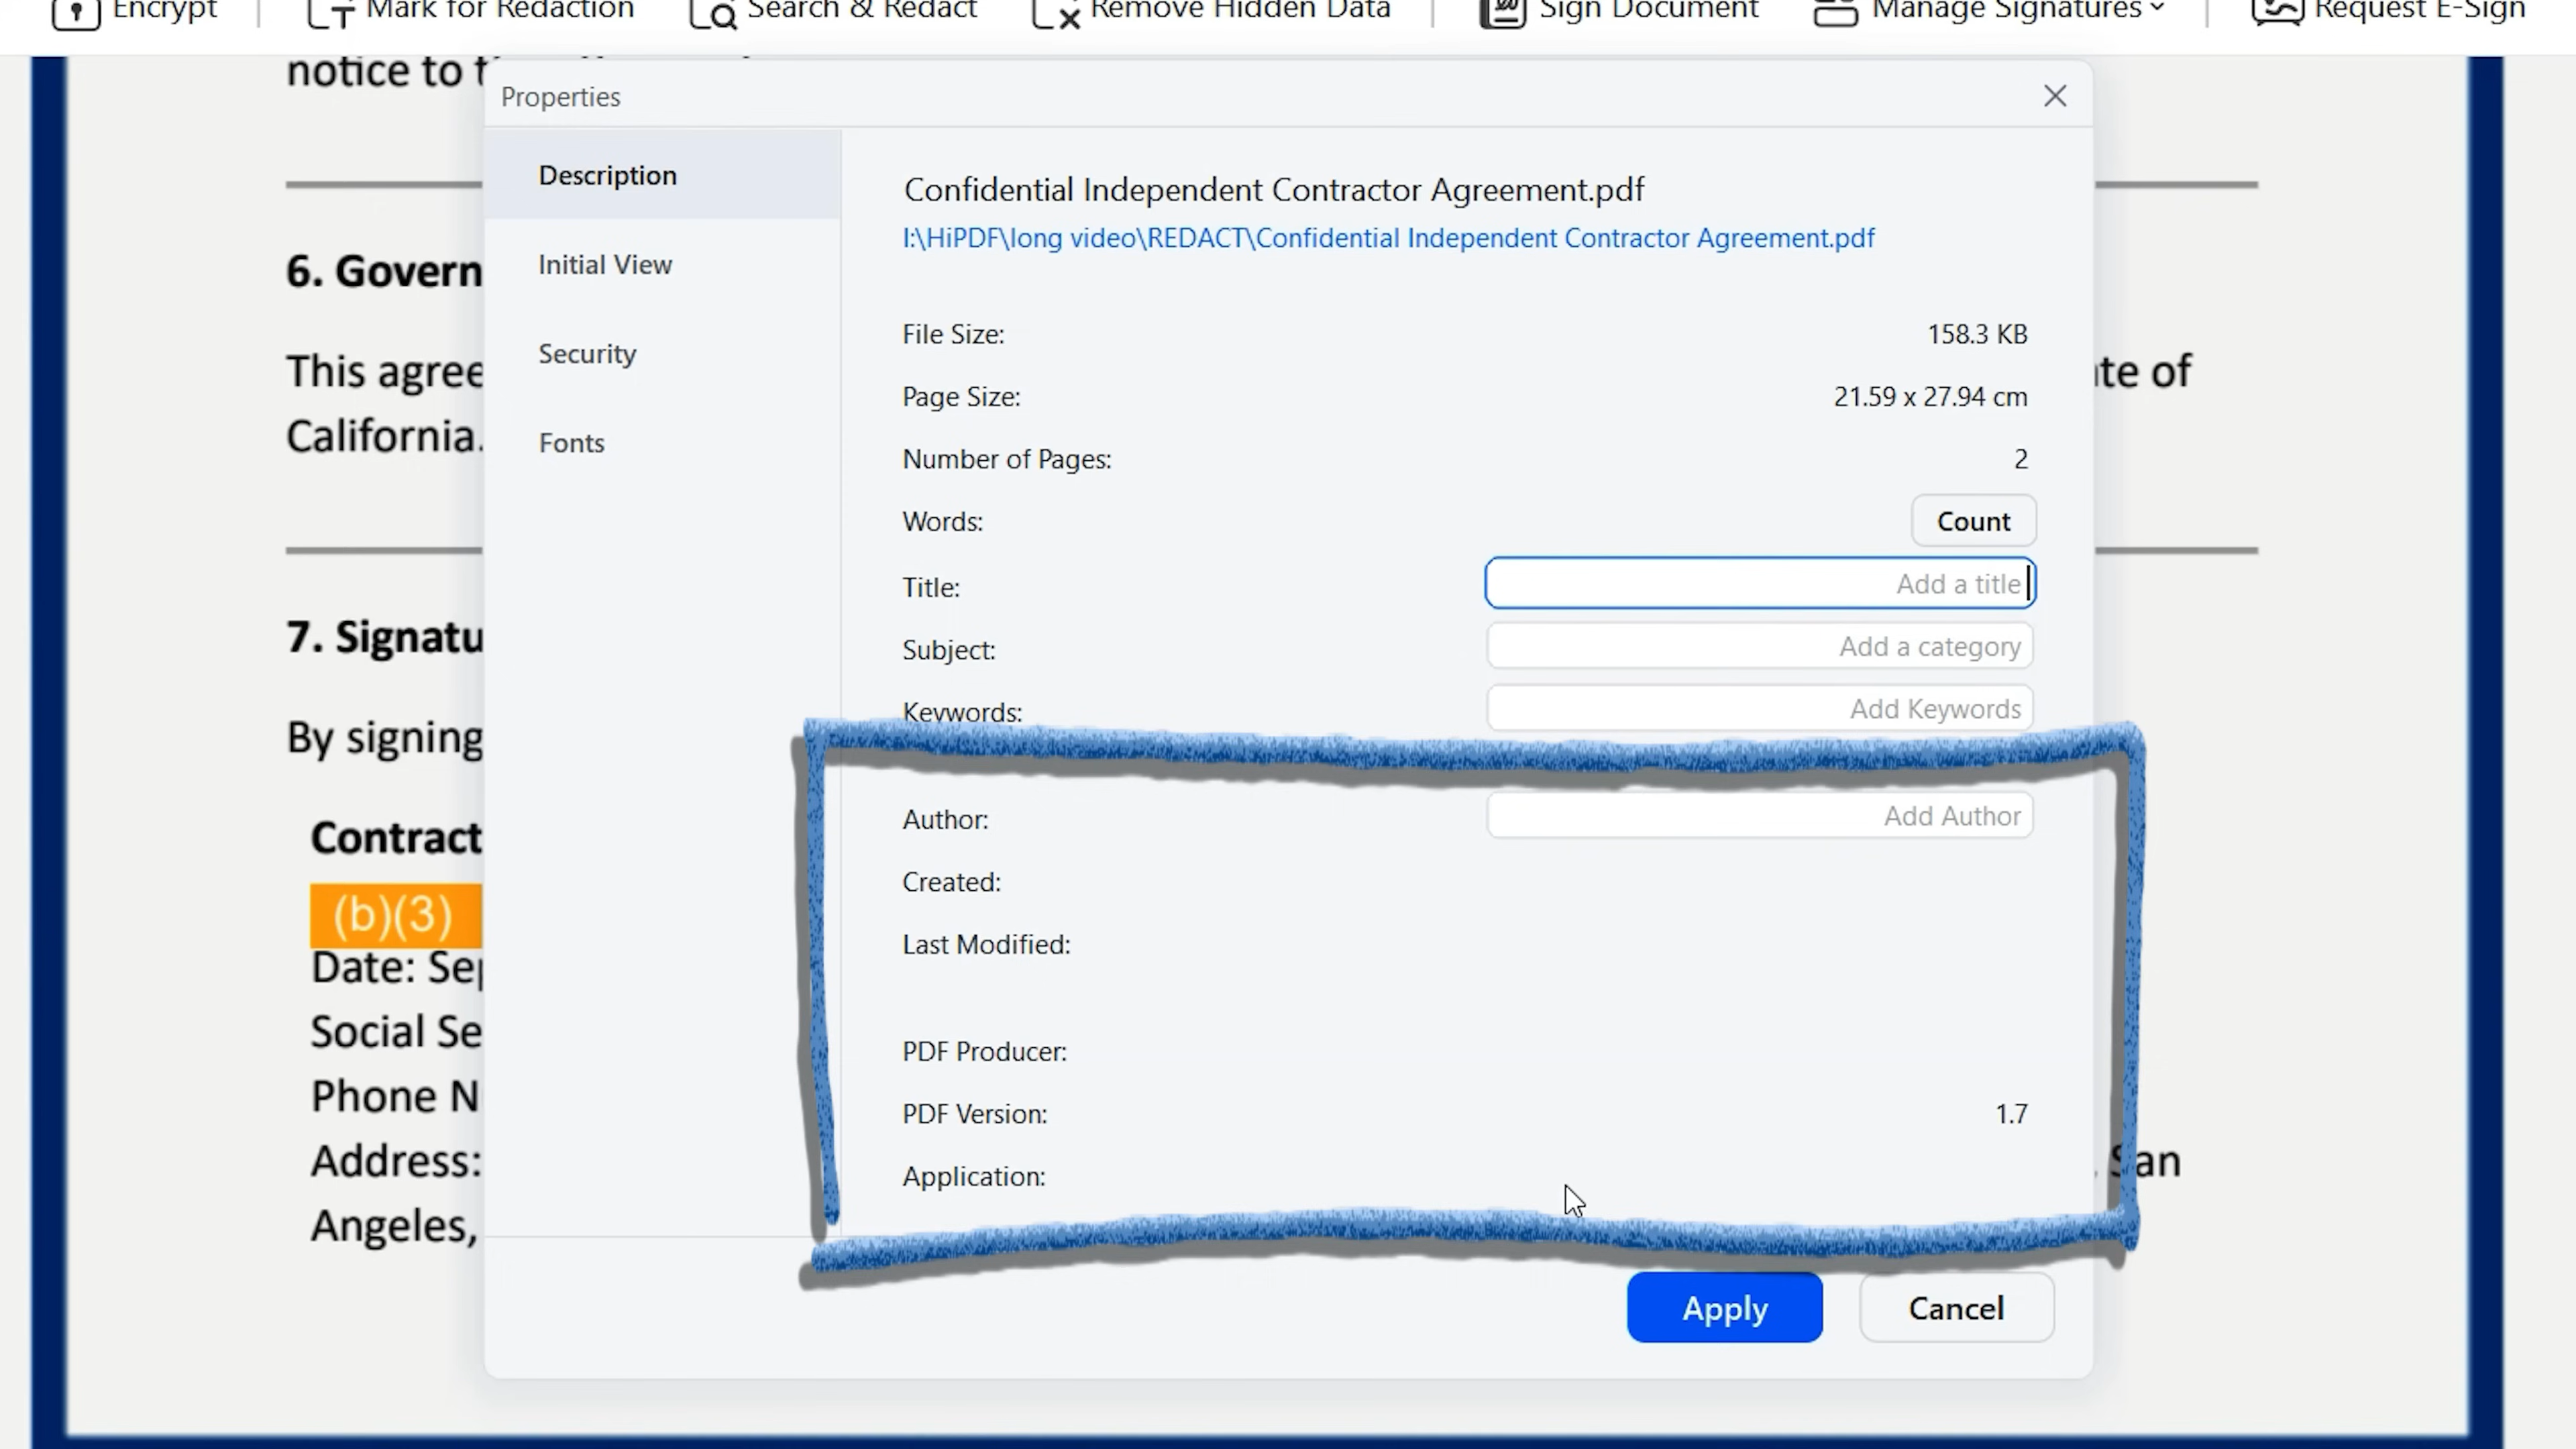 Encrypt Mark for Redaction Search & Redact Remove Hidden Data Sign Document Manage Signatures Request E-Sign
notice to
Properties
Description
Initial View
Security
Fonts
Confidential Independent Contractor Agreement.pdf
I:\HiPDF\long video\REDACT\Confidential Independent Contractor Agreement.pdf
File Size: 158.3 KB
Page Size: 21.59 x 27.94 cm
Number of Pages: 2
Words: Count
Title: Add a title
Subject: Add a category
Keywords: Add Keywords
Author: Add Author
Created:
Last Modified:
PDF Producer:
PDF Version: 1.7
Application:
Apply Cancel
6. Govern
This agree
te of
California.
7. Signatu
By signing
Contract
(b)(3)
Date: Sep
Social Se
Phone N
Address:
San
Angeles,